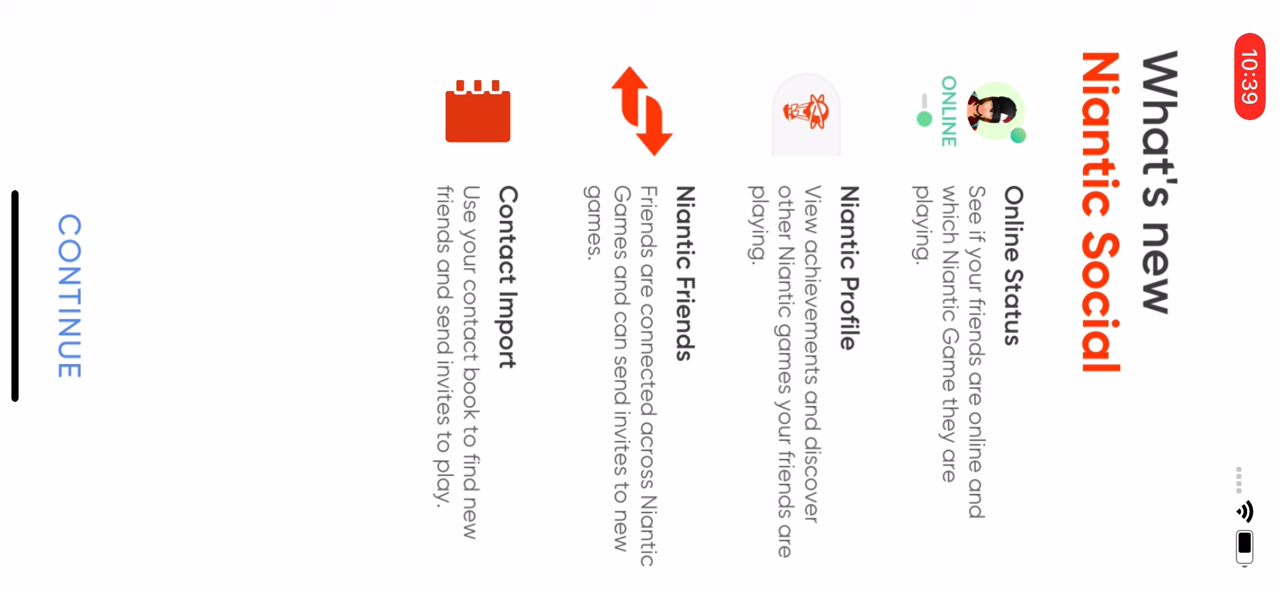 10:39
What's new
Niantic Social
ONLINE
Online Status
See if your friends are online and
which Niantic Game they are
playing.
Niantic Profile
View achievements and discover
other Niantic games your friends are
playing.
Niantic Friends
Friends are connected across Niantic
Games and can send invites to new
games.
Contact Import
Use your contact book to find new
friends and send invites to play.
CONTINUE